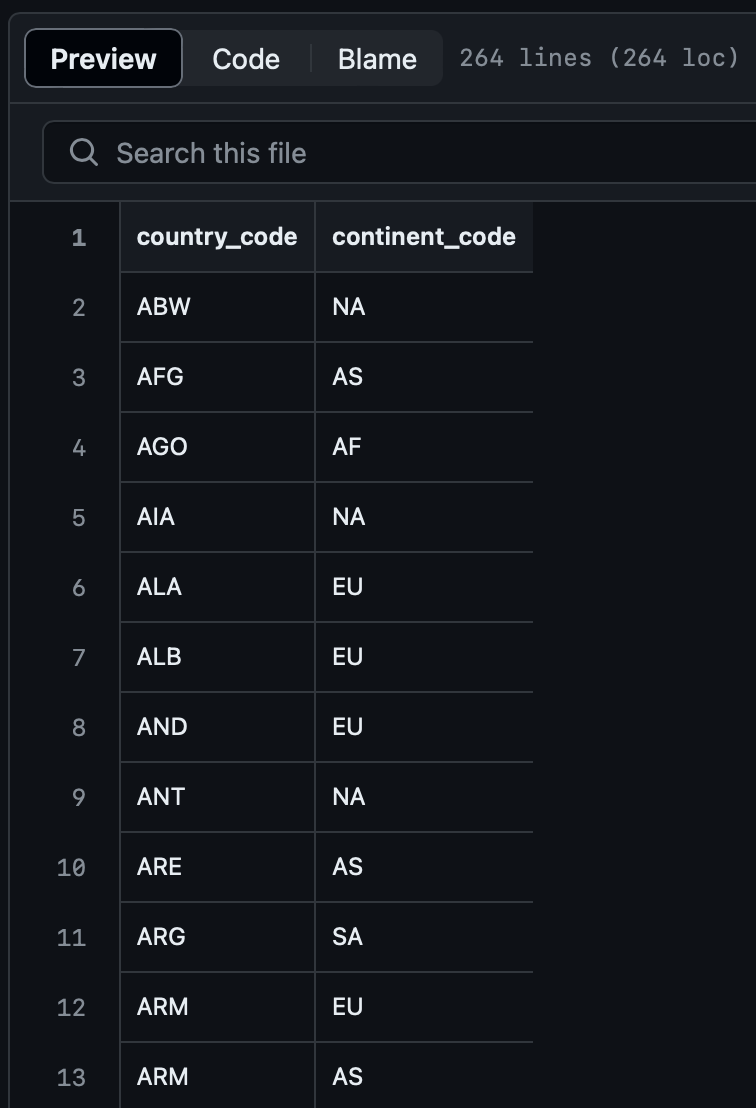 Preview Code Blame 264 lines (264 loc)
Search this file
1 country_code continent_code
2 ABW NA
3 AFG AS
4 AGO AF
5 AIA NA
6 ALA EU
7 ALB EU
8 AND EU
9 ANT NA
10 ARE AS
11 ARG SA
12 ARM EU
13 ARM AS